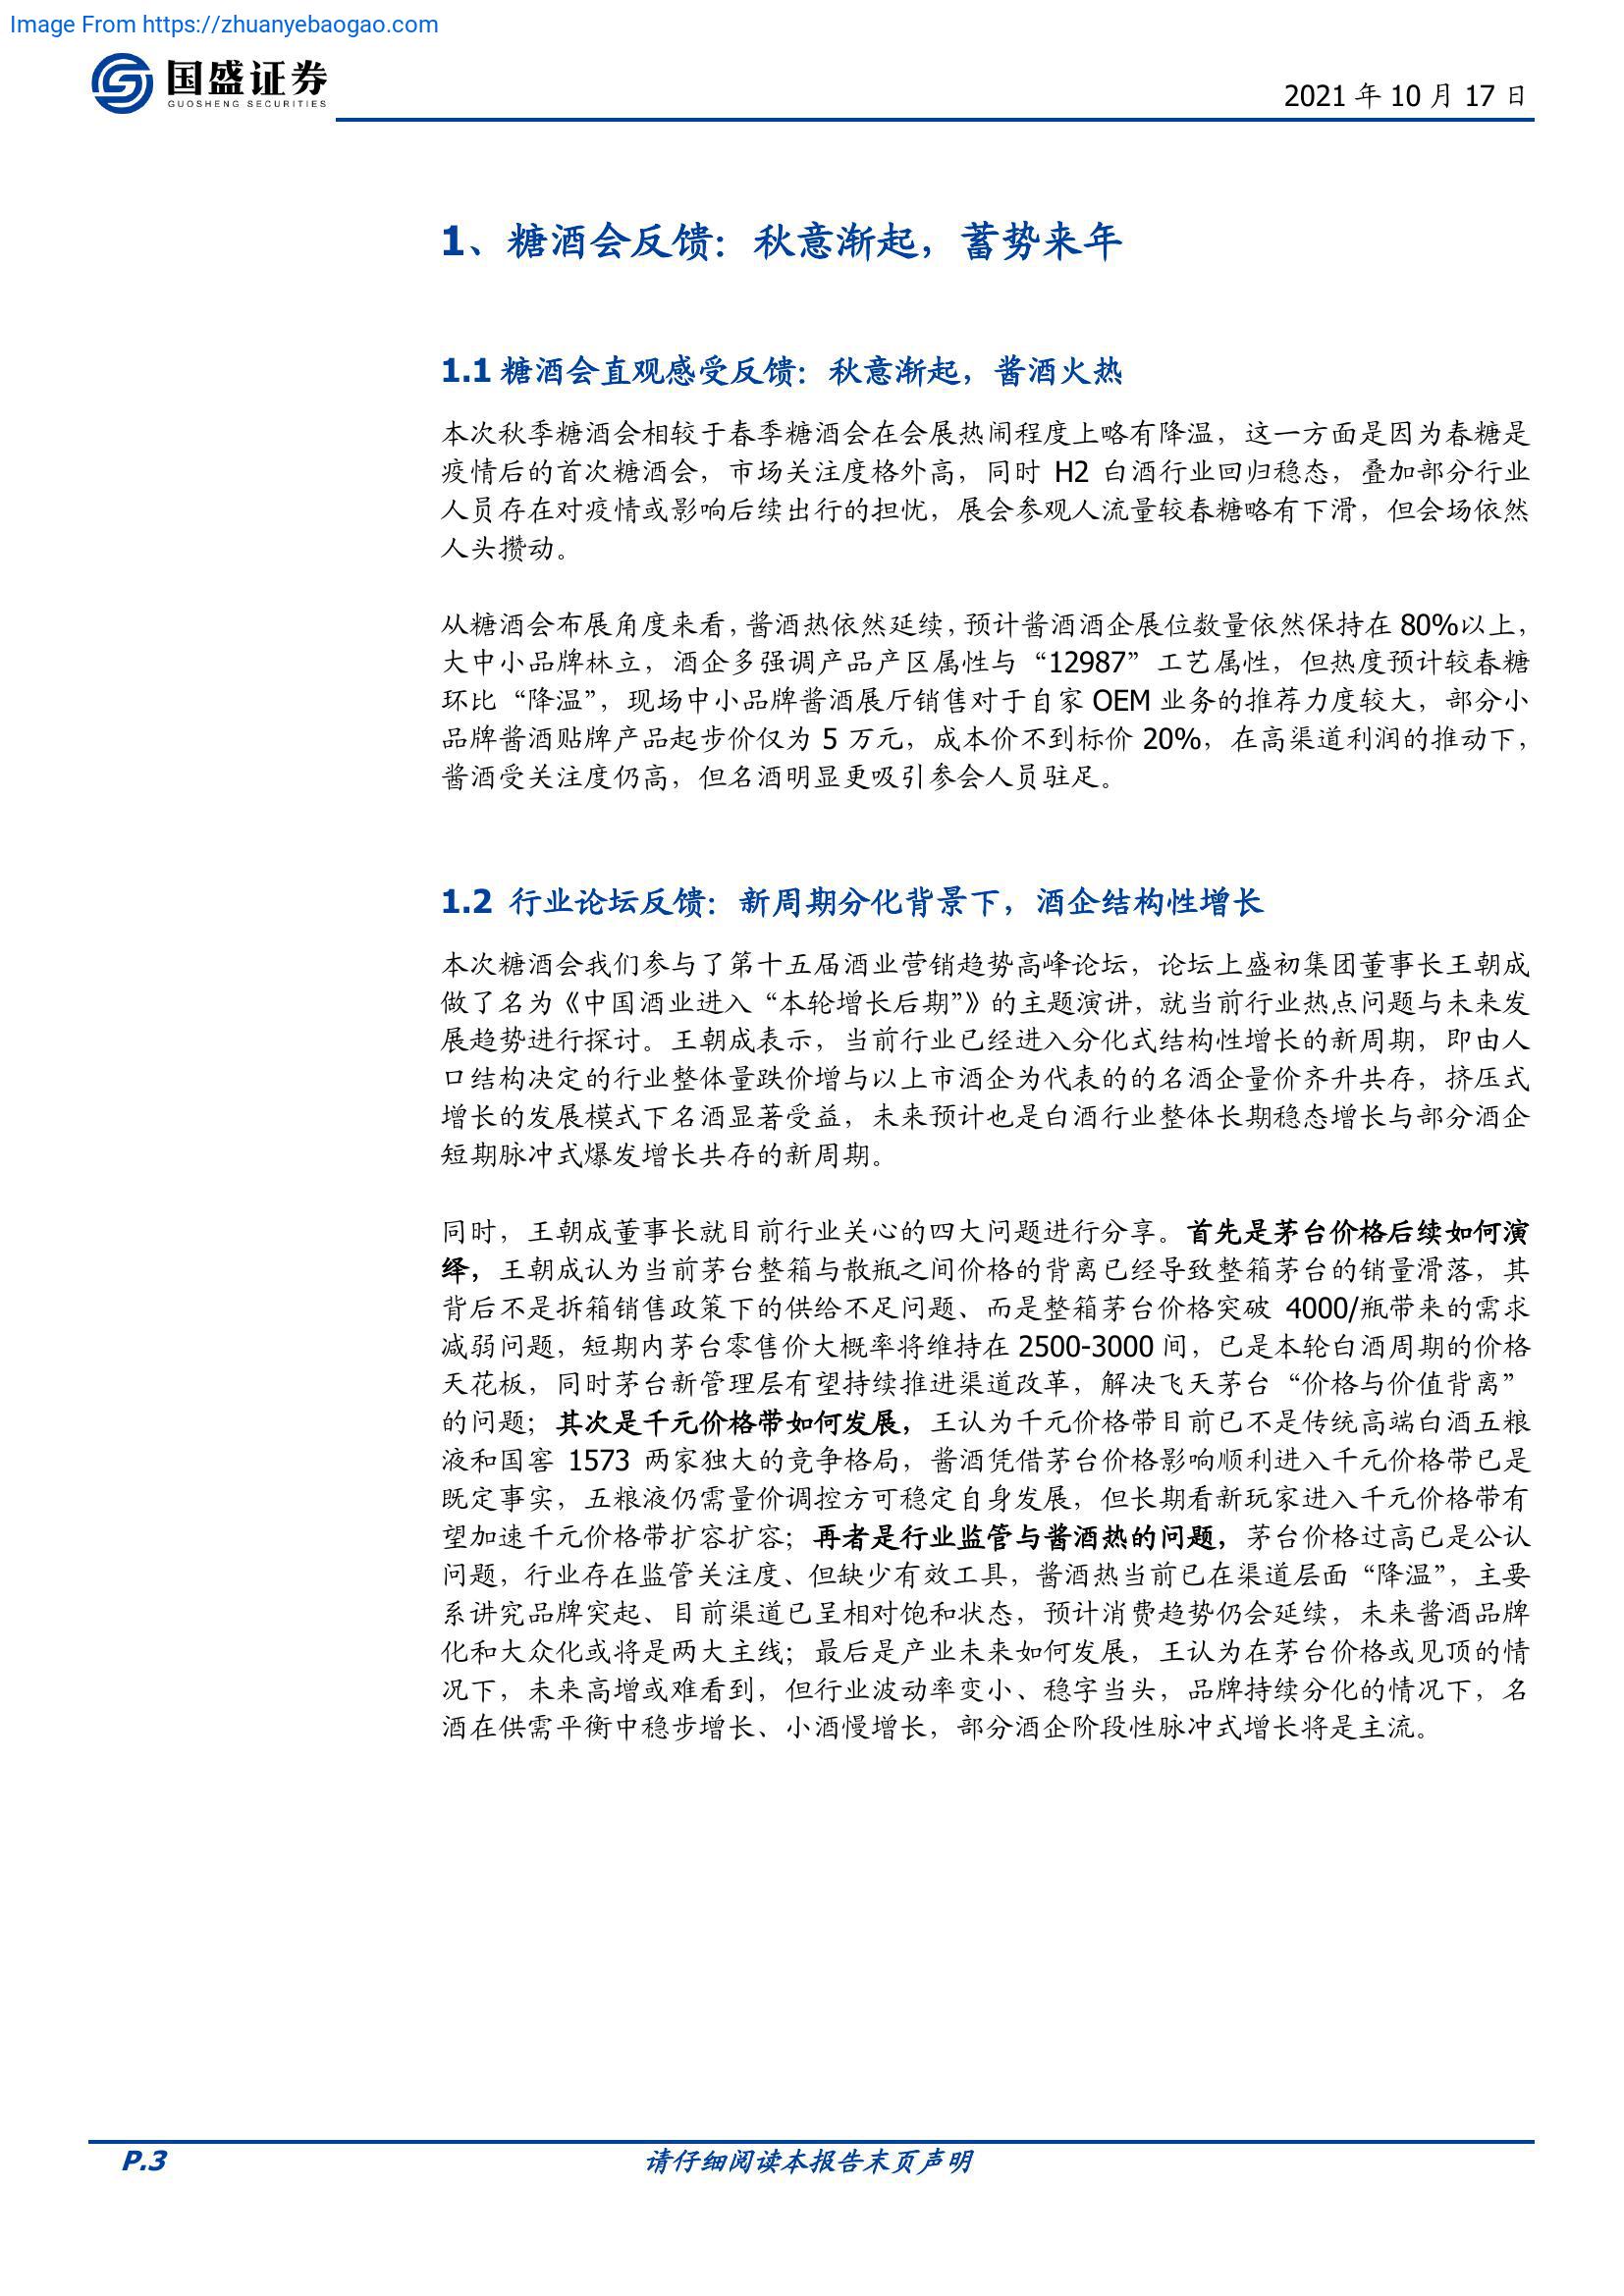 Image From https://zhuanyebaogao.com
国盛证券
GUOSHENG SECURITIES
2021 年 10 月 17 日
1、糖酒会反馈：秋意渐起，蓄势来年
1.1 糖酒会直观感受反馈：秋意渐起，酱酒火热
本次秋季糖酒会相较于春季糖酒会在会展热闹程度上略有降温，这一方面是因为春糖是
疫情后的首次糖酒会，市场关注度格外高，同时 H2 白酒行业回归稳态，叠加部分行业
人员存在对疫情或影响后续出行的担忧，展会参观人流量较春糖略有下滑，但会场依然
人头攒动。
从糖酒会布展角度来看，酱酒热依然延续，预计酱酒酒企展位数量依然保持在 80%以上，
大中小品牌林立，酒企多强调产品产区属性与“12987”工艺属性，但热度预计较春糖
环比“降温”，现场中小品牌酱酒展厅销售对于自家 OEM 业务的推荐力度较大，部分小
品牌酱酒贴牌产品起步价仅为 5 万元，成本价不到标价 20%，在高渠道利润的推动下，
酱酒受关注度仍高，但名酒明显更吸引参会人员驻足。
1.2 行业论坛反馈：新周期分化背景下，酒企结构性增长
本次糖酒会我们参与了第十五届酒业营销趋势高峰论坛，论坛上盛初集团董事长王朝成
做了名为《中国酒业进入“本轮增长后期”》的主题演讲，就当前行业热点问题与未来发
展趋势进行探讨。王朝成表示，当前行业已经进入分化式结构性增长的新周期，即由人
口结构决定的行业整体量跌价增与以上市酒企为代表的的名酒企量价齐升共存，挤压式
增长的发展模式下名酒显著受益，未来预计也是白酒行业整体长期稳态增长与部分酒企
短期脉冲式爆发增长共存的新周期。
同时，王朝成董事长就目前行业关心的四大问题进行分享。首先是茅台价格后续如何演
绎，王朝成认为当前茅台整箱与散瓶之间价格的背离已经导致整箱茅台的销量滑落，其
背后不是拆箱销售政策下的供给不足问题、而是整箱茅台价格突破 4000/瓶带来的需求
减弱问题，短期内茅台零售价大概率将维持在 2500-3000 间，已是本轮白酒周期的价格
天花板，同时茅台新管理层有望持续推进渠道改革，解决飞天茅台“价格与价值背离”
的问题；其次是千元价格带如何发展，王认为千元价格带目前已不是传统高端白酒五粮
液和国窖 1573 两家独大的竞争格局，酱酒凭借茅台价格影响顺利进入千元价格带已是
既定事实，五粮液仍需量价调控方可稳定自身发展，但长期看新玩家进入千元价格带有
望加速千元价格带扩容扩容；再者是行业监管与酱酒热的问题，茅台价格过高已是公认
问题，行业存在监管关注度、但缺少有效工具，酱酒热当前已在渠道层面“降温”，主要
系讲究品牌突起、目前渠道已呈相对饱和状态，预计消费趋势仍会延续，未来酱酒品牌
化和大众化或将是两大主线；最后是产业未来如何发展，王认为在茅台价格或见顶的情
况下，未来高增或难看到，但行业波动率变小、稳字当头，品牌持续分化的情况下，名
酒在供需平衡中稳步增长、小酒慢增长，部分酒企阶段性脉冲式增长将是主流。
P.3
请仔细阅读本报告末页声明